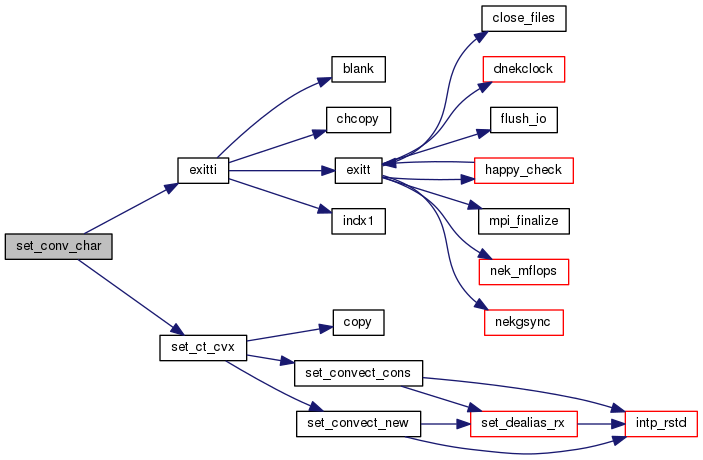 close_files
blank
dnekclock
chcopy
flush_io
exitti
exitt
happy_check
indx1
mpi_finalize
set_conv_char
nek_mflops
copy
nekgsync
set_ct_cvx
set_convect_cons
set_convect_new
set_dealias_rx
intp_rstd